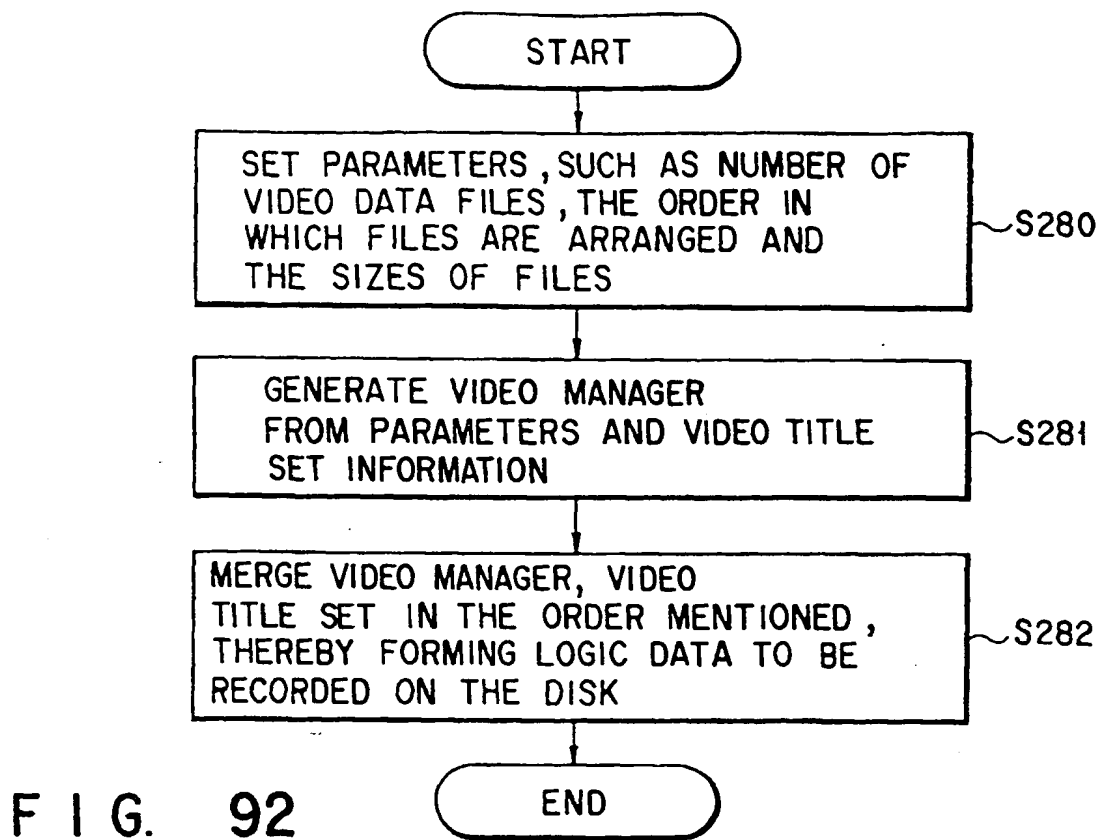 START
SET PARAMETERS, SUCH AS NUMBER OF
VIDEO DATA FILES, THE ORDER IN
WHICH FILES ARE ARRANGED AND
THE SIZES OF FILES
S280
GENERATE VIDEO MANAGER
FROM PARAMETERS AND VIDEO TITLE
SET INFORMATION
S281
MERGE VIDEO MANAGER, VIDEO
TITLE SET IN THE ORDER MENTIONED,
THEREBY FORMING LOGIC DATA TO BE
RECORDED ON THE DISK
S282
END
FIG. 92